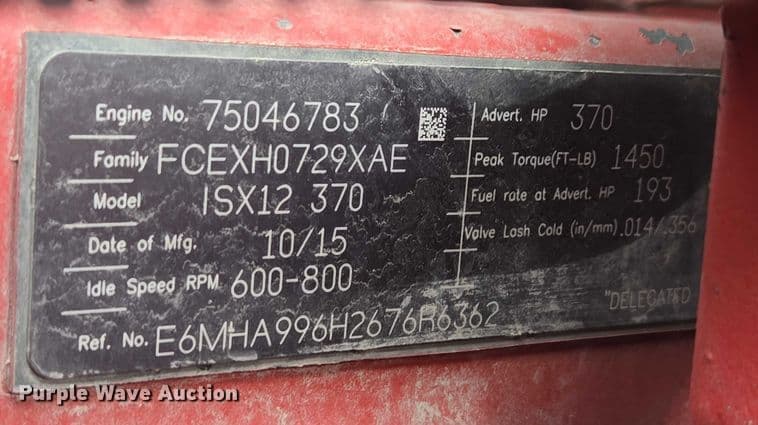 Engine No. 75046783
Family FCEXH0729XAE
Model ISX12 370
Date of Mfg. 10/15
Idle Speed RPM 600-800
Ref. No. E6MHA996H2676R6362
Advert. HP 370
Peak Torque(FT-LB) 1450
Fuel rate at Advert. HP 193
Valve Lash Cold (in/mm) .014/.356
"DELEGATED
Purple Wave Auction